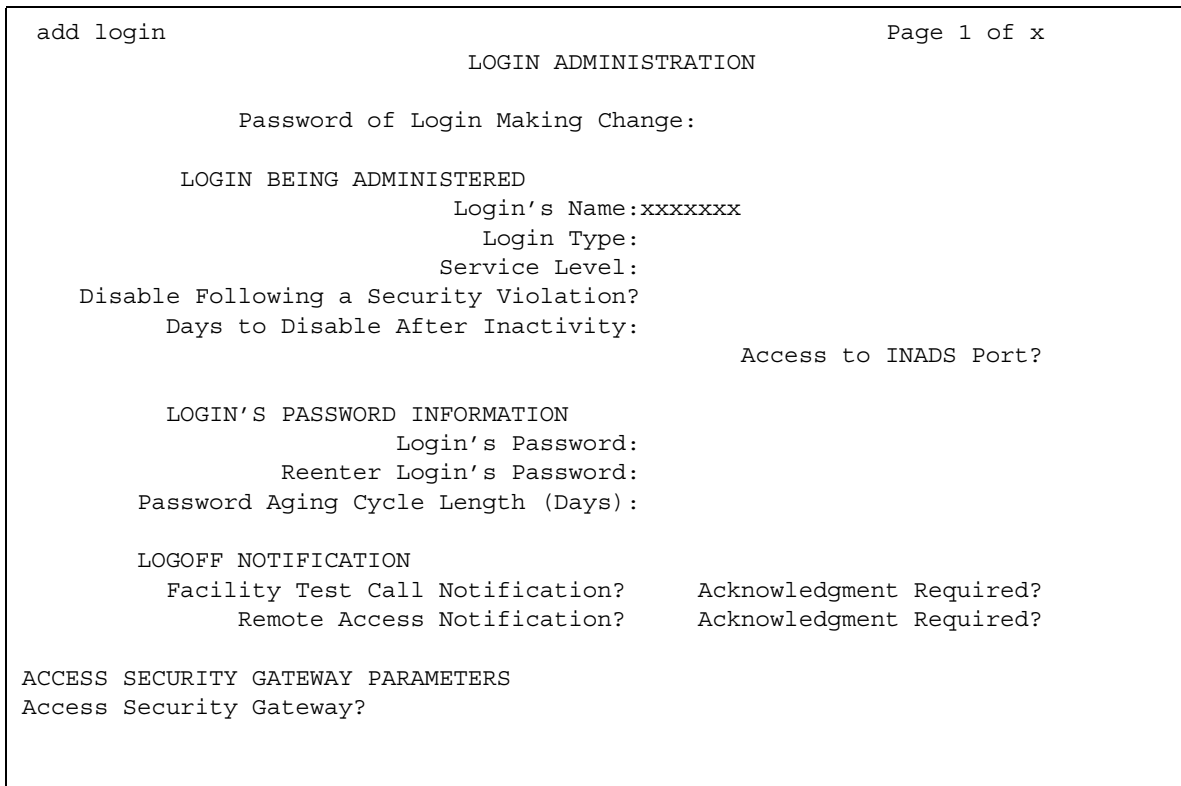 add login Page 1 of x
LOGIN ADMINISTRATION
Password of Login Making Change:
LOGIN BEING ADMINISTERED
Login’s Name:xxxxxxx
Login Type:
Service Level:
Disable Following a Security Violation?
Days to Disable After Inactivity:
Access to INADS Port?
LOGIN’S PASSWORD INFORMATION
Login’s Password:
Reenter Login’s Password:
Password Aging Cycle Length (Days):
LOGOFF NOTIFICATION
Facility Test Call Notification? Acknowledgment Required?
Remote Access Notification? Acknowledgment Required?
ACCESS SECURITY GATEWAY PARAMETERS
Access Security Gateway?